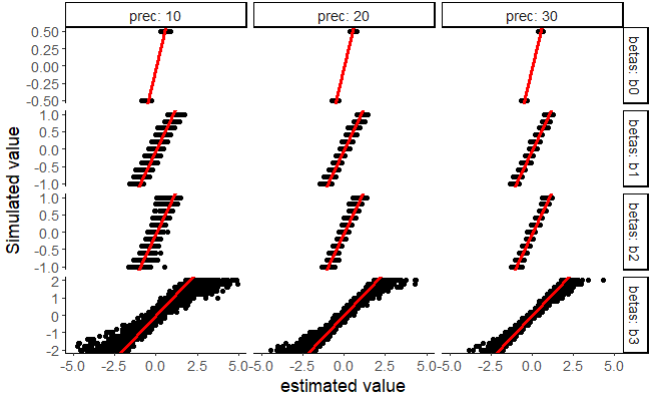 prec: 10 prec: 20 prec: 30
0.50
0.25
0.00
-0.25
-0.50
betas: b0
1.0
0.5
0.0
-0.5
-1.0
betas: b1
1.0
0.5
0.0
-0.5
-1.0
betas: b2
2
1
0
-1
-2
betas: b3
-5.0 -2.5 0.0 2.5 5.0 -5.0 -2.5 0.0 2.5 5.0 -5.0 -2.5 0.0 2.5 5.0
estimated value
Simulated value